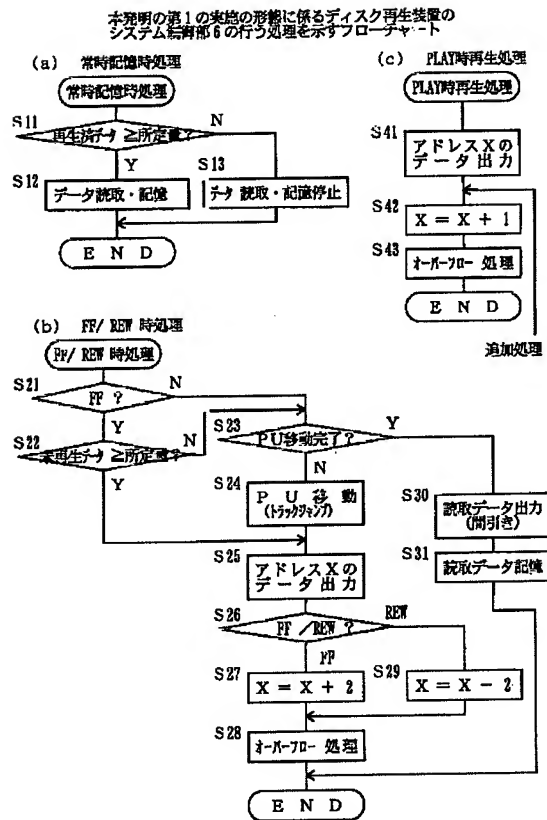 本発明の第1の実施の形態に係るディスク再生装置の
システム制御部6の行う処理を示すフローチャート
(a) 常時記憶時処理
常時記憶時処理
S11
再生済データ ≧所定量?
N
Y
S12
データ読取・記憶
S13
データ 読取・記憶停止
END
(c) PLAY時再生処理
PLAY時再生処理
S41
アドレスXの
データ出力
S42
X=X+1
S43
オーバーフロー 処理
END
追加処理
(b) FF/REW 時処理
FF/REW 時処理
S21
FF ?
N
Y
S22
未再生データ ≧所定量?
N
Y
S23
PU移動完了?
Y
N
S24
PU移動
(トラックジャンプ)
S25
アドレスXの
データ出力
S26
FF /REW ?
REW
FF
S27
X=X+2
S29
X=X-2
S28
オーバーフロー 処理
S30
読取データ出力
(間引き)
S31
読取データ記憶
END